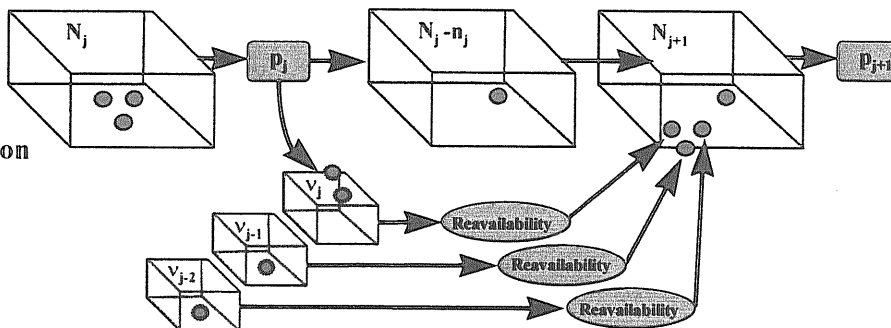 N_j
p_j
N_j -n_j
N_{j+1}
p_{j+1}
on
ν_j
Reavailability
ν_{j-1}
Reavailability
ν_{j-2}
Reavailability